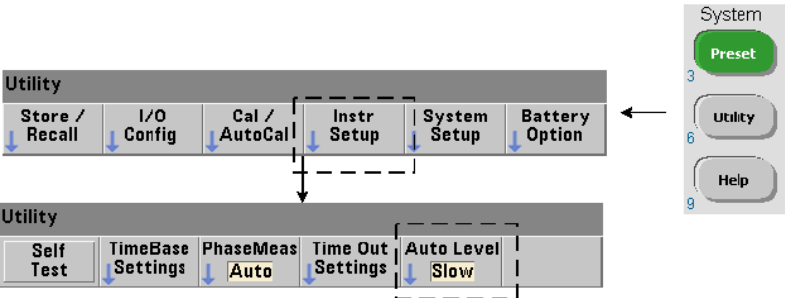 System
Preset
3
Utility
Store / Recall
I/O Config
Cal / AutoCal
Instr Setup
System Setup
Battery Option
Utility
6
Help
9
Utility
Self Test
TimeBase Settings
PhaseMeas Auto
Time Out Settings
Auto Level Slow